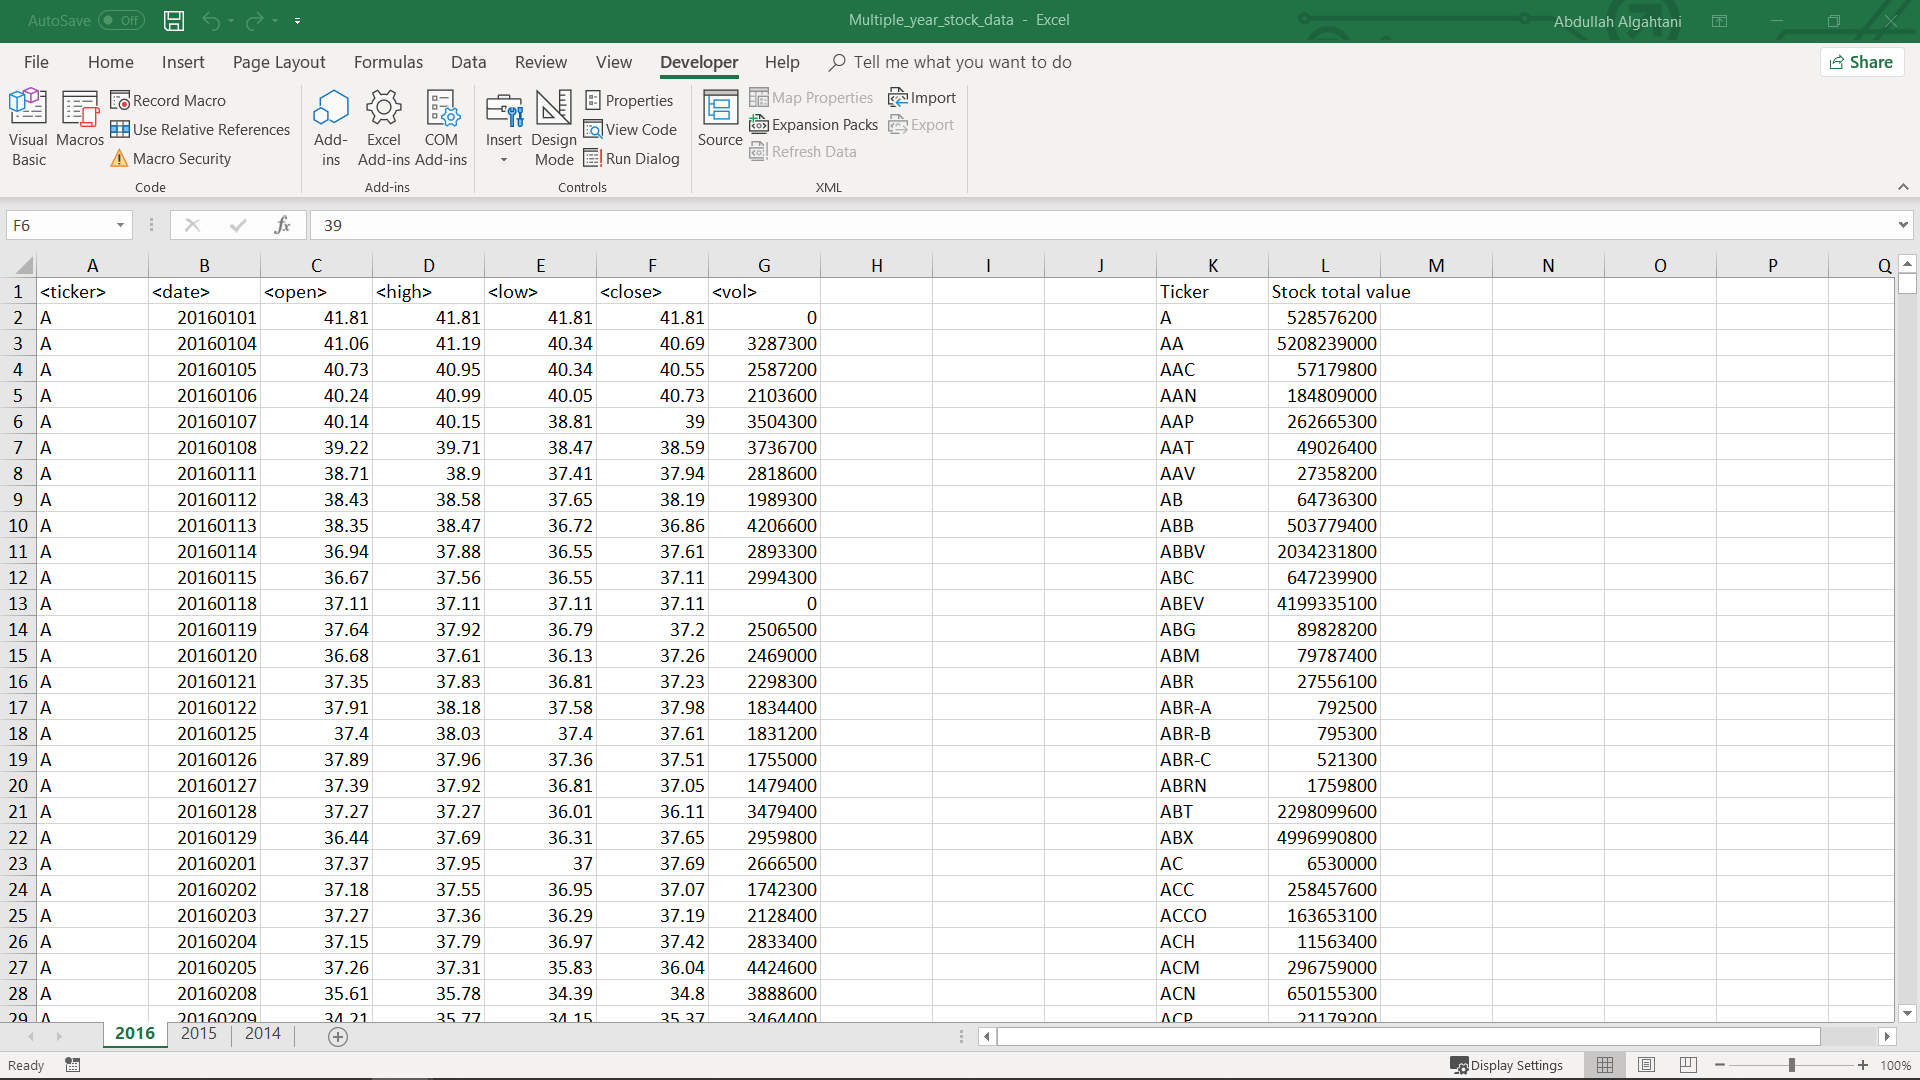 AutoSave Off
Multiple_year_stock_data - Excel
Abdullah Algahtani
File Home Insert Page Layout Formulas Data Review View Developer Help Tell me what you want to do Share
Visual Basic
Macros
Record Macro
Use Relative References
Macro Security
Code
Add-ins
Excel Add-ins
COM Add-ins
Add-ins
Insert
Design Mode
Properties
View Code
Run Dialog
Controls
Source
Map Properties
Expansion Packs
Refresh Data
Import
Export
XML
F6 fx 39
A B C D E F G H I J K L M N O P Q
1 <ticker> <date> <open> <high> <low> <close> <vol> Ticker Stock total value
2 A 20160101 41.81 41.81 41.81 41.81 0 A 528576200
3 A 20160104 41.06 41.19 40.34 40.69 3287300 AA 5208239000
4 A 20160105 40.73 40.95 40.34 40.55 2587200 AAC 57179800
5 A 20160106 40.24 40.99 40.05 40.73 2103600 AAN 184809000
6 A 20160107 40.14 40.15 38.81 39 3504300 AAP 262665300
7 A 20160108 39.22 39.71 38.47 38.59 3736700 AAT 49026400
8 A 20160111 38.71 38.9 37.41 37.94 2818600 AAV 27358200
9 A 20160112 38.43 38.58 37.65 38.19 1989300 AB 64736300
10 A 20160113 38.35 38.47 36.72 36.86 4206600 ABB 503779400
11 A 20160114 36.94 37.88 36.55 37.61 2893300 ABBV 2034231800
12 A 20160115 36.67 37.56 36.55 37.11 2994300 ABC 647239900
13 A 20160118 37.11 37.11 37.11 37.11 0 ABEV 4199335100
14 A 20160119 37.64 37.92 36.79 37.2 2506500 ABG 89828200
15 A 20160120 36.68 37.61 36.13 37.26 2469000 ABM 79787400
16 A 20160121 37.35 37.83 36.81 37.23 2298300 ABR 27556100
17 A 20160122 37.91 38.18 37.58 37.98 1834400 ABR-A 792500
18 A 20160125 37.4 38.03 37.4 37.61 1831200 ABR-B 795300
19 A 20160126 37.89 37.96 37.36 37.51 1755000 ABR-C 521300
20 A 20160127 37.39 37.92 36.81 37.05 1479400 ABRN 1759800
21 A 20160128 37.27 37.27 36.01 36.11 3479400 ABT 2298099600
22 A 20160129 36.44 37.69 36.31 37.65 2959800 ABX 4996990800
23 A 20160201 37.37 37.95 37 37.69 2666500 AC 6530000
24 A 20160202 37.18 37.55 36.95 37.07 1742300 ACC 258457600
25 A 20160203 37.27 37.36 36.29 37.19 2128400 ACCO 163653100
26 A 20160204 37.15 37.79 36.97 37.42 2833400 ACH 11563400
27 A 20160205 37.26 37.31 35.83 36.04 4424600 ACM 296759000
28 A 20160208 35.61 35.78 34.39 34.8 3888600 ACN 650155300
29 A 20160209 34.21 35.77 34.15 35.37 3464400 ACP 21179200
2016 2015 2014
Ready Display Settings 100%